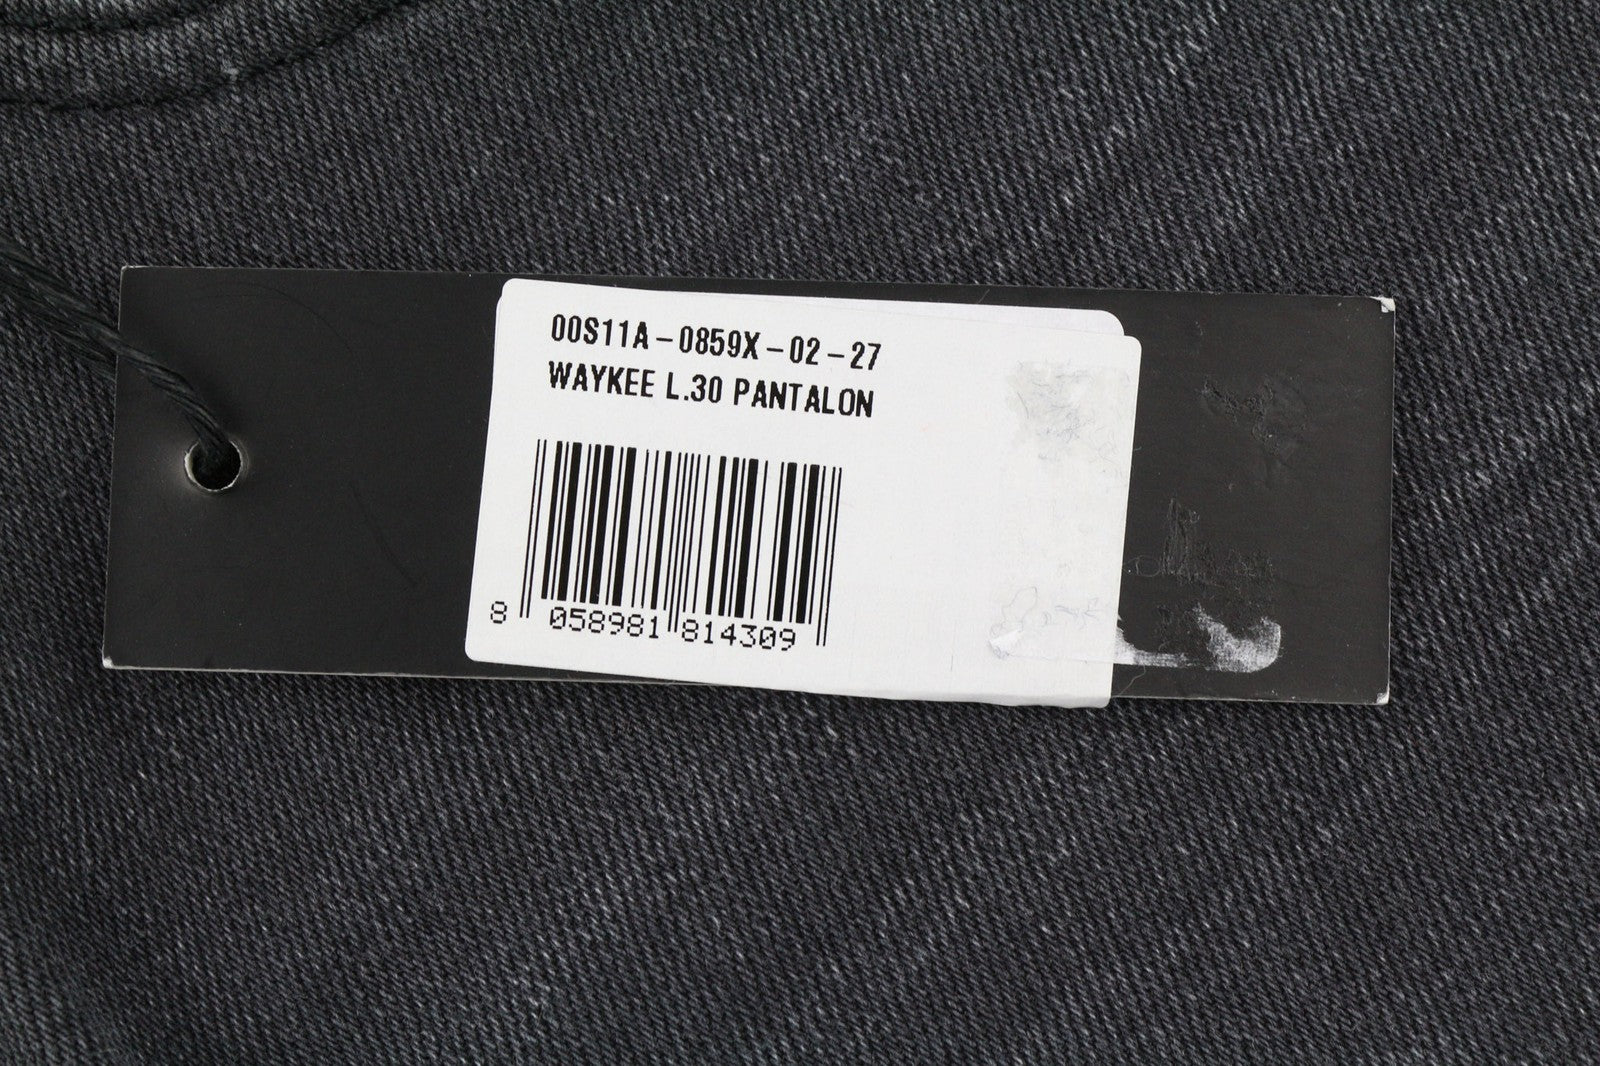 00S11A-0859X-02-27
WAYKEE L.30 PANTALON
8 058981 814309